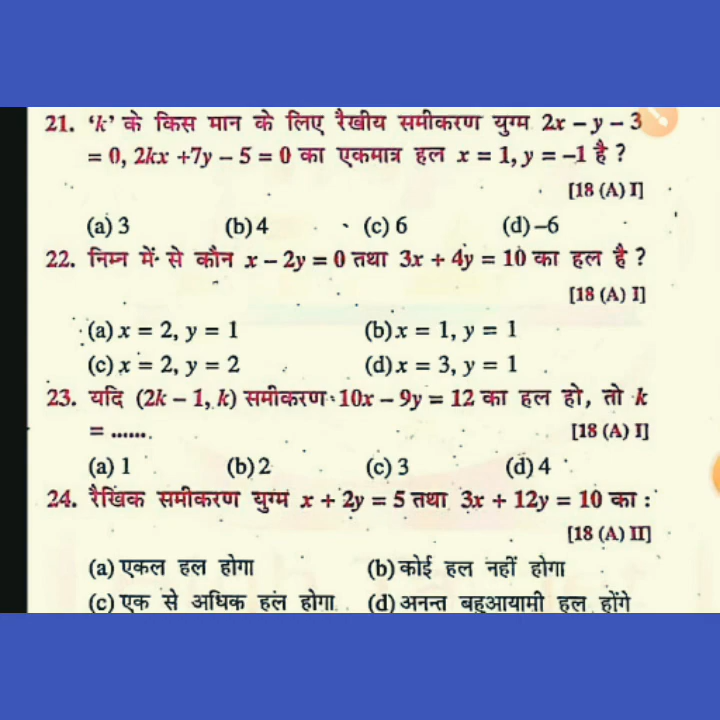 21. ‘k’ के किस मान के लिए रैखीय समीकरण युग्म 2x – y – 3
= 0, 2kx +7y – 5 = 0 का एकमात्र हल x = 1, y = –1 है ?
[18 (A) I]
(a) 3 (b) 4 (c) 6 (d) –6
22. निम्न में से कौन x – 2y = 0 तथा 3x + 4y = 10 का हल है ?
[18 (A) I]
(a) x = 2, y = 1 (b) x = 1, y = 1
(c) x = 2, y = 2 (d) x = 3, y = 1
23. यदि (2k – 1, k) समीकरण 10x – 9y = 12 का हल हो, तो k
= ...... [18 (A) I]
(a) 1 (b) 2 (c) 3 (d) 4
24. रैखिक समीकरण युग्म x + 2y = 5 तथा 3x + 12y = 10 का :
[18 (A) II]
(a) एकल हल होगा (b) कोई हल नहीं होगा
(c) एक से अधिक हल होगा (d) अनन्त बहुआयामी हल होंगे